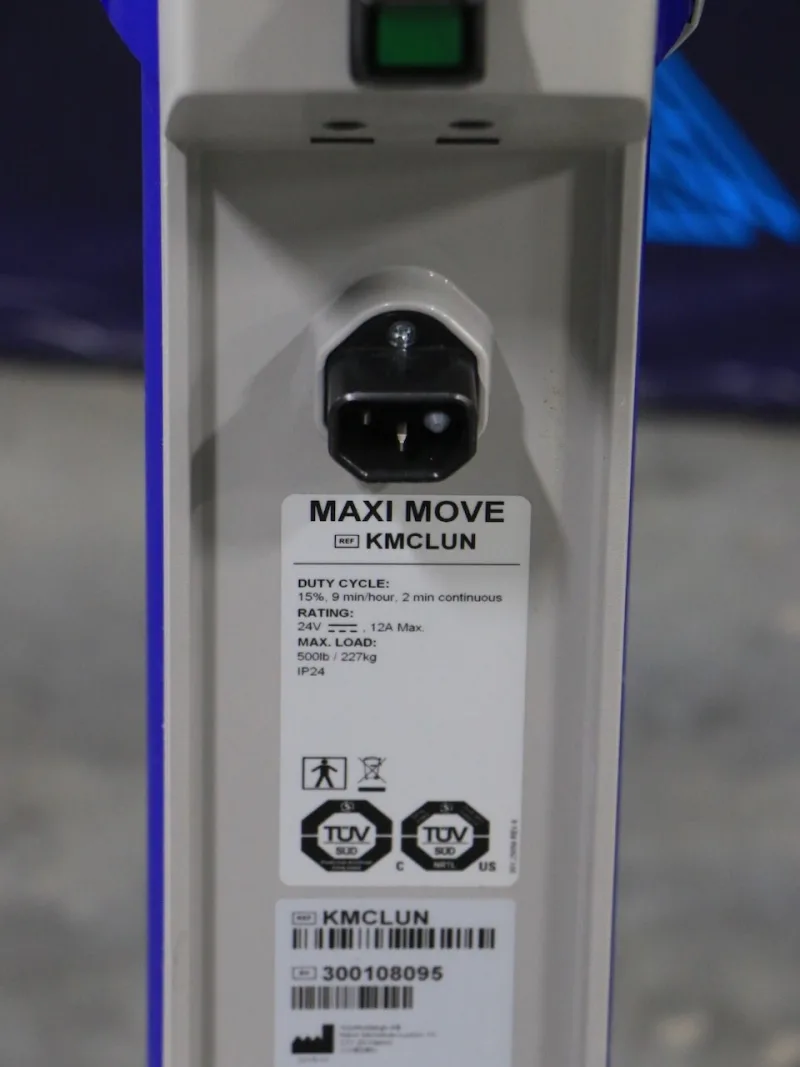 MAXI MOVE
REF KMCLUN
DUTY CYCLE:
15%, 9 min/hour, 2 min continuous
RATING:
24V , 12A Max.
MAX. LOAD:
500lb / 227kg
IP24
TÜV
SÜD
C
TÜV
SÜD
NRTL
US
REF KMCLUN
300108095